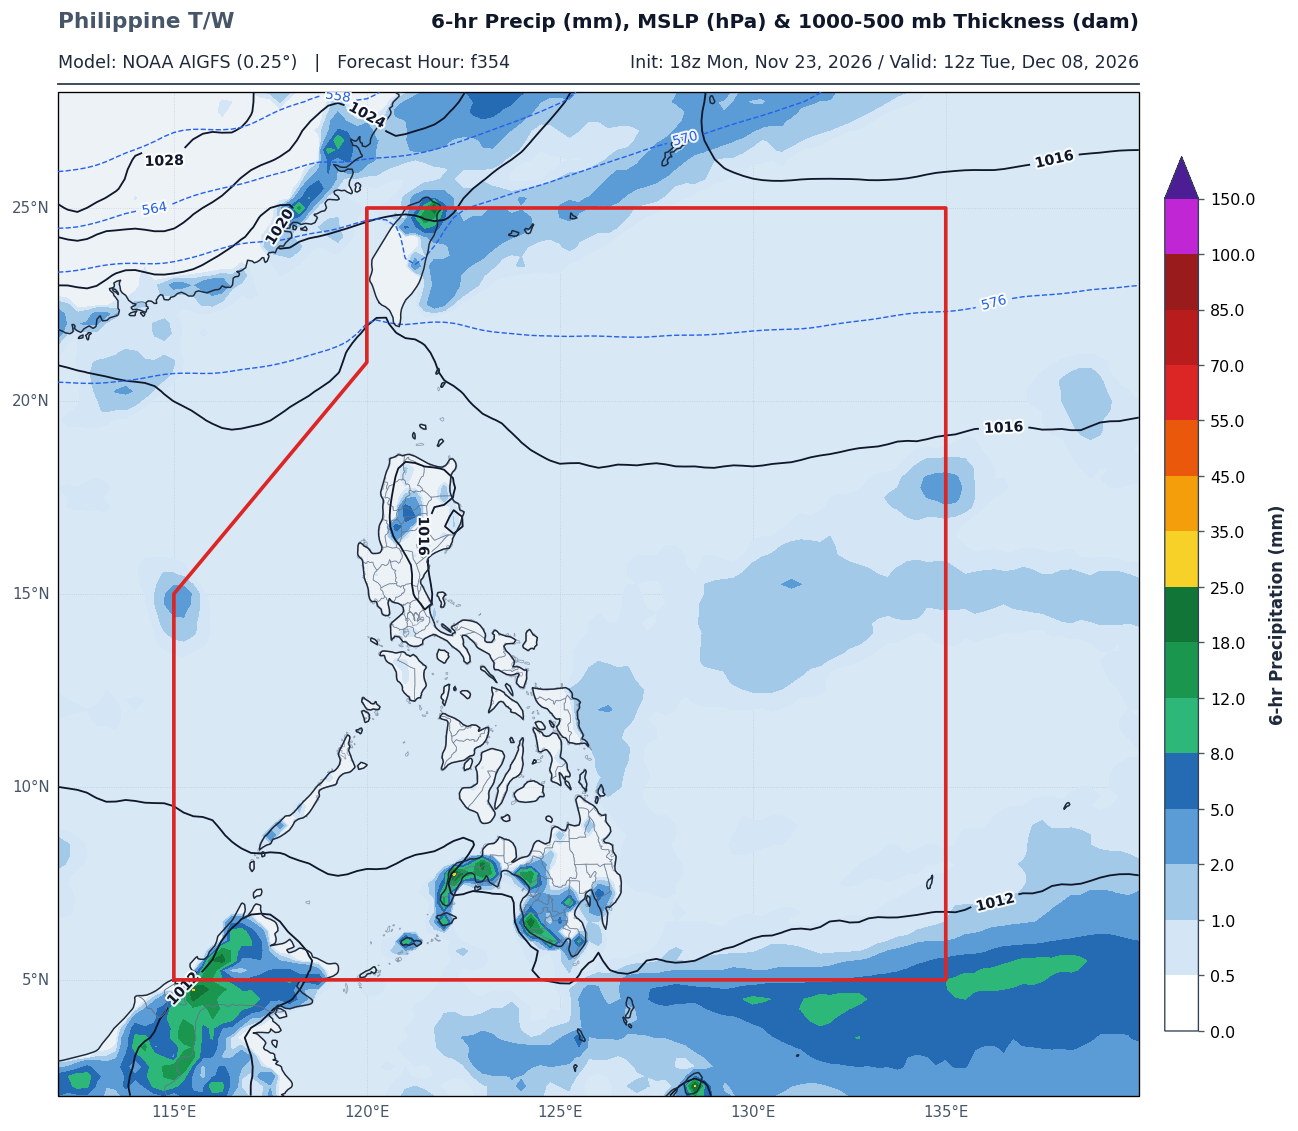 Philippine T/W
6-hr Precip (mm), MSLP (hPa) & 1000-500 mb Thickness (dam)
Model: NOAA AIGFS (0.25°) | Forecast Hour: f354
Init: 18z Mon, Nov 23, 2026 / Valid: 12z Tue, Dec 08, 2026
558
1024
570
1028
1016
564
1020
576
1016
1016
1012
1012
25°N
20°N
15°N
10°N
5°N
115°E
120°E
125°E
130°E
135°E
150.0
100.0
85.0
70.0
55.0
45.0
35.0
25.0
18.0
12.0
8.0
5.0
2.0
1.0
0.5
0.0
6-hr Precipitation (mm)